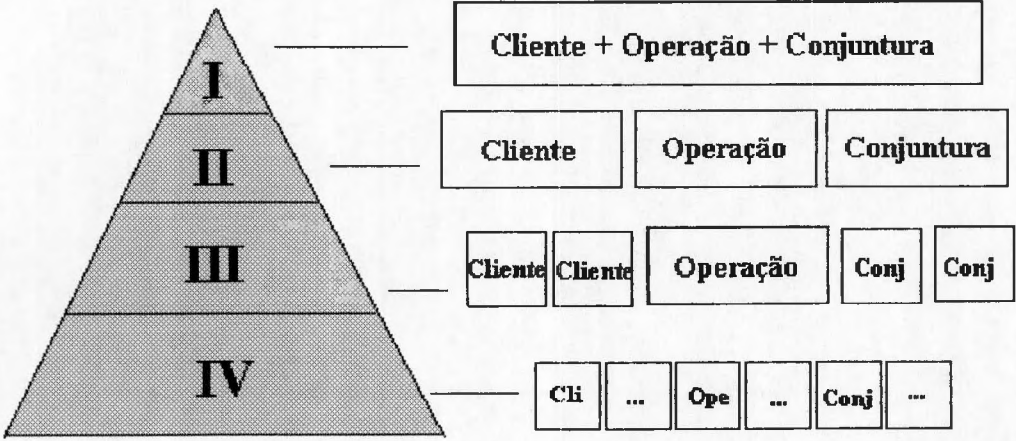 I
Cliente + Operação + Conjuntura
II
Cliente Operação Conjuntura
III
Cliente Cliente Operação Conj Conj
IV
Cli ... Ope ... Conj ...